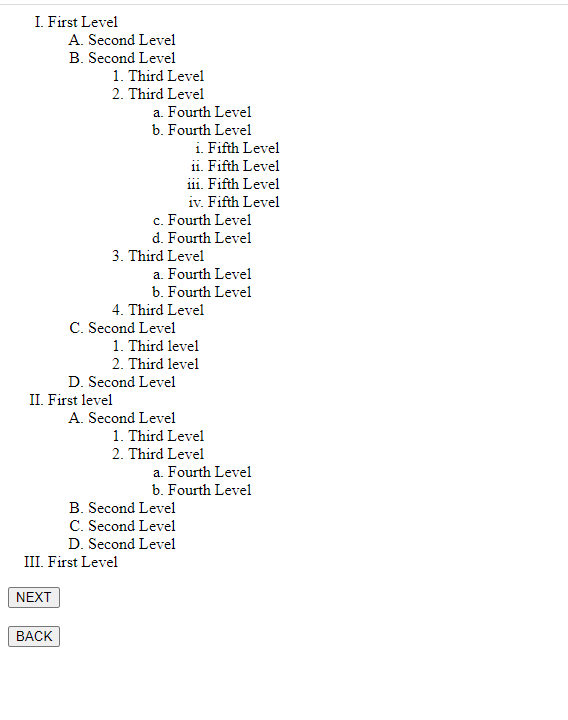 I. First Level
A. Second Level
B. Second Level
1. Third Level
2. Third Level
a. Fourth Level
b. Fourth Level
i. Fifth Level
ii. Fifth Level
iii. Fifth Level
iv. Fifth Level
c. Fourth Level
d. Fourth Level
3. Third Level
a. Fourth Level
b. Fourth Level
4. Third Level
C. Second Level
1. Third level
2. Third level
D. Second Level
II. First level
A. Second Level
1. Third Level
2. Third Level
a. Fourth Level
b. Fourth Level
B. Second Level
C. Second Level
D. Second Level
III. First Level
NEXT
BACK